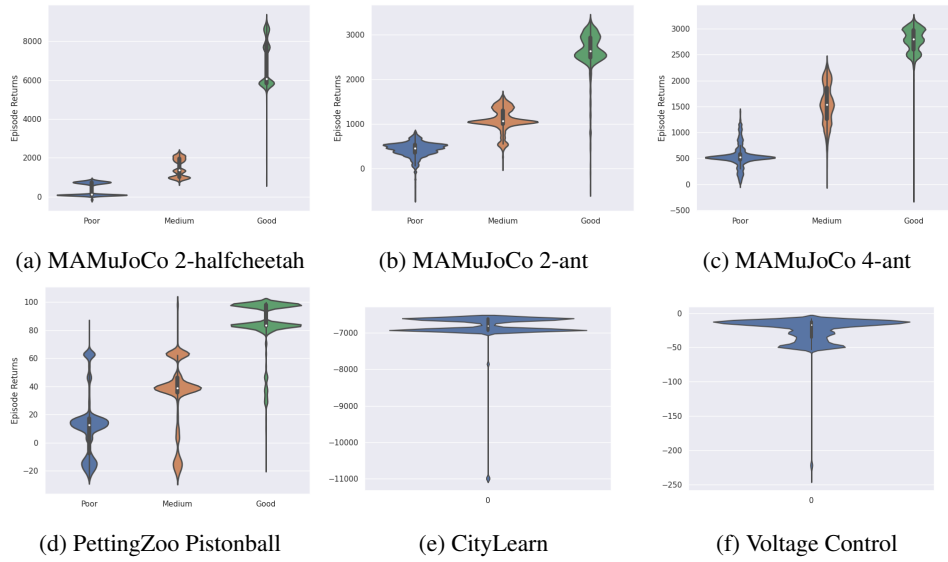 8000
6000
4000
2000
0
Episode Returns
Poor Medium Good
(a) MAMuJoCo 2-halfcheetah
3000
2000
1000
0
Episode Returns
Poor Medium Good
(b) MAMuJoCo 2-ant
3000
2500
2000
1500
1000
500
0
−500
Episode Returns
Poor Medium Good
(c) MAMuJoCo 4-ant
100
80
60
40
20
0
−20
Episode Returns
Poor Medium Good
(d) PettingZoo Pistonball
−7000
−8000
−9000
−10000
−11000
0
(e) CityLearn
0
−50
−100
−150
−200
−250
0
(f) Voltage Control